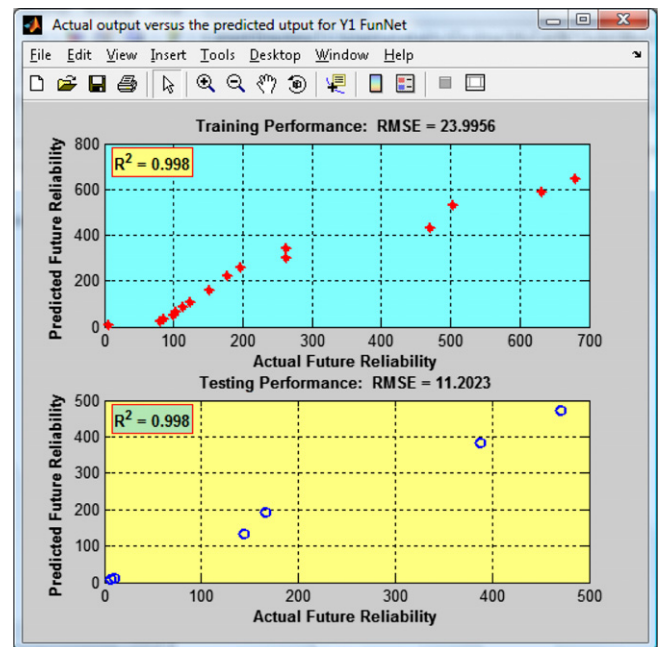 Actual output versus the predicted utput for Y1 FunNet
File Edit View Insert Tools Desktop Window Help
Training Performance: RMSE = 23.9956
R² = 0.998
Predicted Future Reliability
800
600
400
200
0
0 100 200 300 400 500 600 700
Actual Future Reliability
Testing Performance: RMSE = 11.2023
R² = 0.998
Predicted Future Reliability
500
400
300
200
100
0
0 100 200 300 400 500
Actual Future Reliability